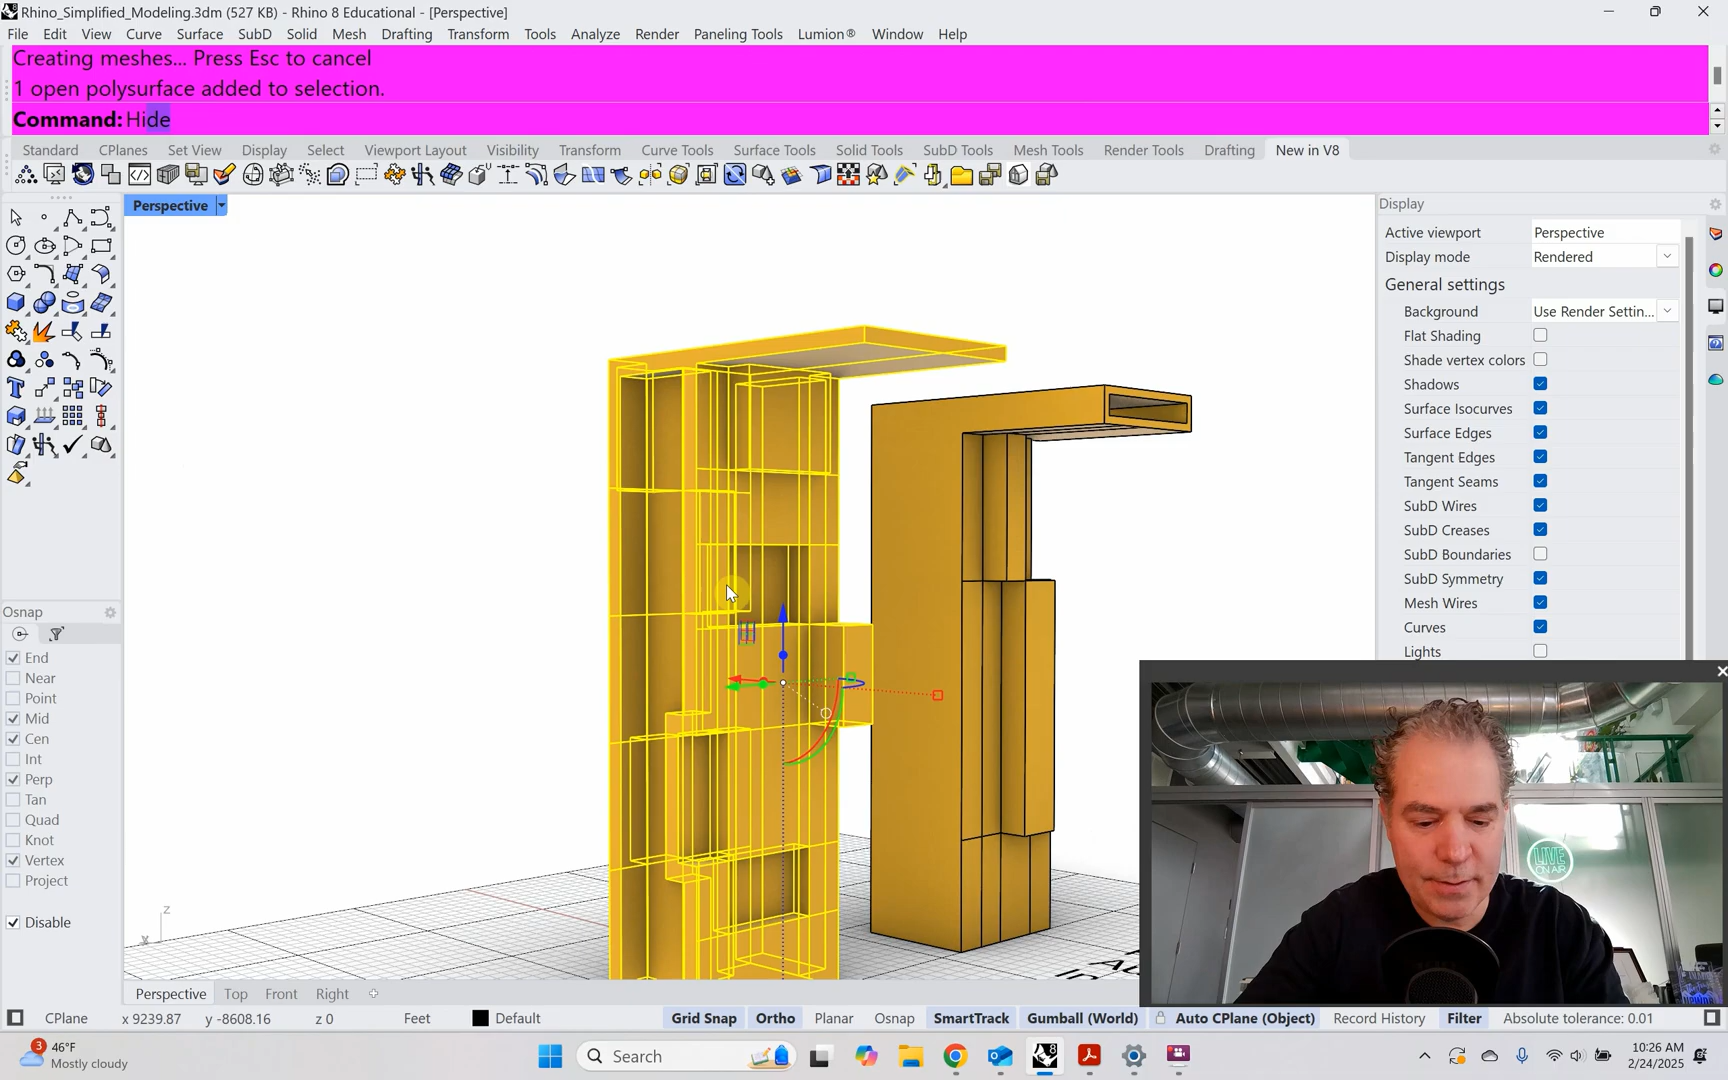 Rhino_Simplified_Modeling.3dm (527 KB) - Rhino 8 Educational - [Perspective]
File Edit View Curve Surface SubD Solid Mesh Drafting Transform Tools Analyze Render Paneling Tools Lumion® Window Help
Creating meshes... Press Esc to cancel
1 open polysurface added to selection.
Command: Hide
Standard CPlanes Set View Display Select Viewport Layout Visibility Transform Curve Tools Surface Tools Solid Tools SubD Tools Mesh Tools Render Tools Drafting New in V8
Perspective
Display
Active viewport Perspective
Display mode Rendered
General settings
Background Use Render Settin...
Flat Shading
Shade vertex colors
Shadows
Surface Isocurves
Surface Edges
Tangent Edges
Tangent Seams
SubD Wires
SubD Creases
SubD Boundaries
SubD Symmetry
Mesh Wires
Curves
Lights
Osnap
End
Near
Point
Mid
Cen
Int
Perp
Tan
Quad
Knot
Vertex
Project
Disable
z
x
LIVE
ON AIR
Perspective Top Front Right
CPlane x 9239.87 y -8608.16 z 0 Feet Default Grid Snap Ortho Planar Osnap SmartTrack Gumball (World) Auto CPlane (Object) Record History Filter Absolute tolerance: 0.01
3
46°F
Mostly cloudy
Search
10:26 AM
2/24/2025